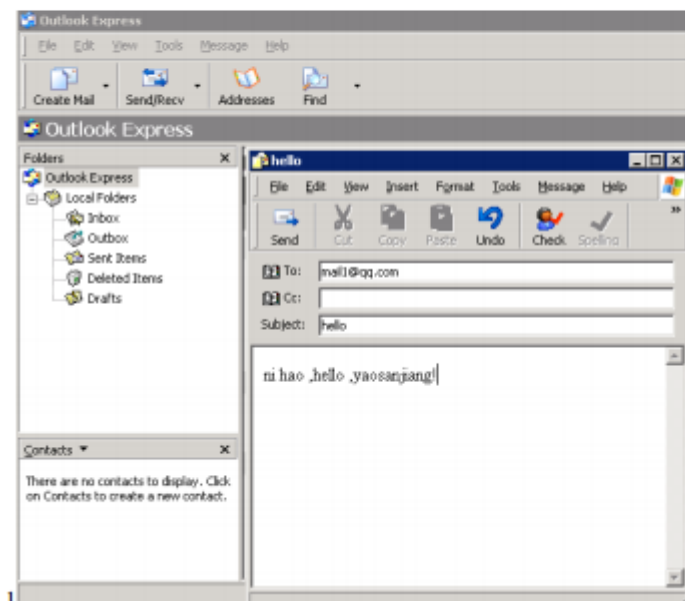 Outlook Express
File Edit View Tools Message Help
Create Mail Send/Recv Addresses Find
Outlook Express
Folders
Outlook Express
Local Folders
Inbox
Outbox
Sent Items
Deleted Items
Drafts
Contacts
There are no contacts to display. Click
on Contacts to create a new contact.
hello
File Edit View Insert Format Tools Message Help
Send Cut Copy Paste Undo Check Spelling
To: mail1@qq.com
Cc:
Subject: hello
ni hao ,hello ,yaosanjiang!
1